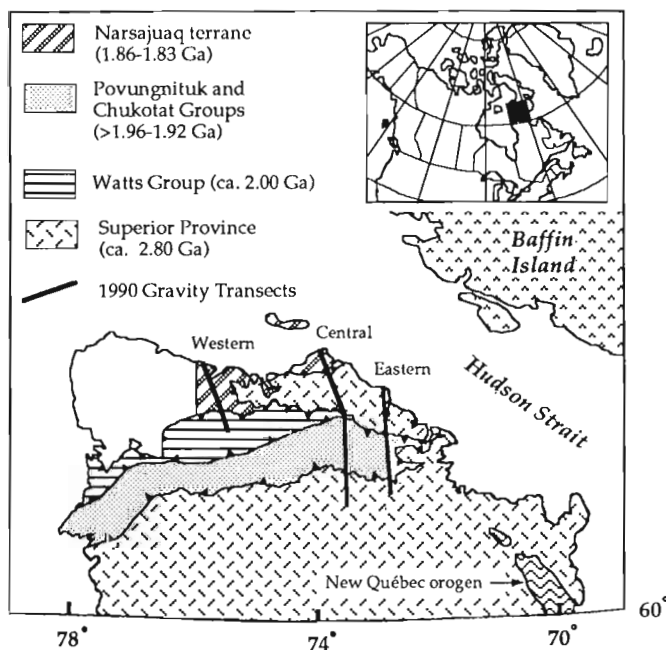 Narsajuaq terrane
(1.86-1.83 Ga)
Povungnituk and
Chukotat Groups
(>1.96-1.92 Ga)
Watts Group (ca. 2.00 Ga)
Superior Province
(ca. 2.80 Ga)
1990 Gravity Transects
Baffin
Island
Hudson Strait
Western
Central
Eastern
New Québec orogen
60°
78°
74°
70°